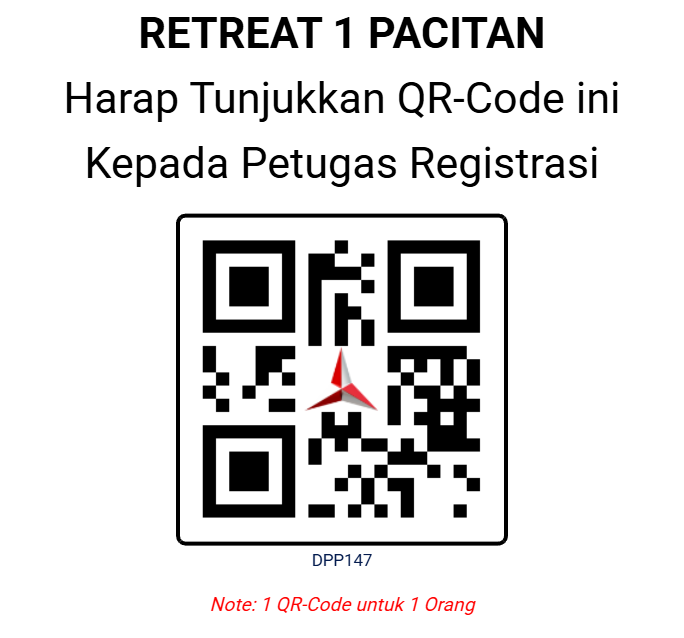 RETREAT 1 PACITAN
Harap Tunjukkan QR-Code ini
Kepada Petugas Registrasi
DPP147
Note: 1 QR-Code untuk 1 Orang